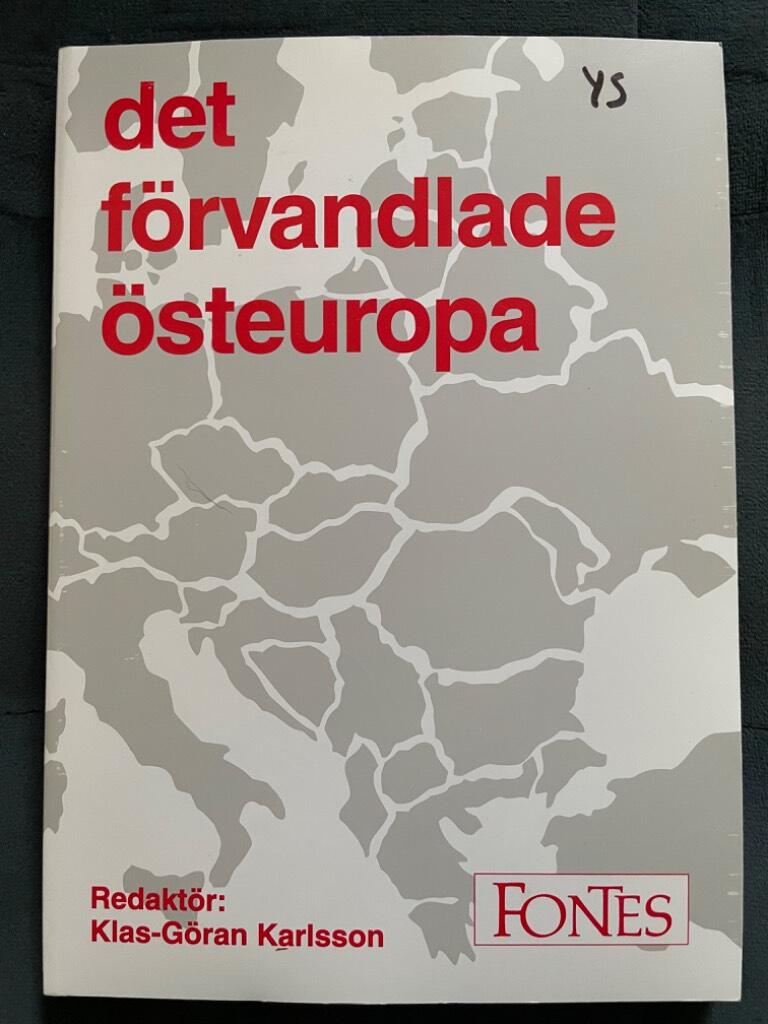 det
YS
förvandlade
östeuropa
Redaktör:
Klas-Göran Karlsson
FONTES